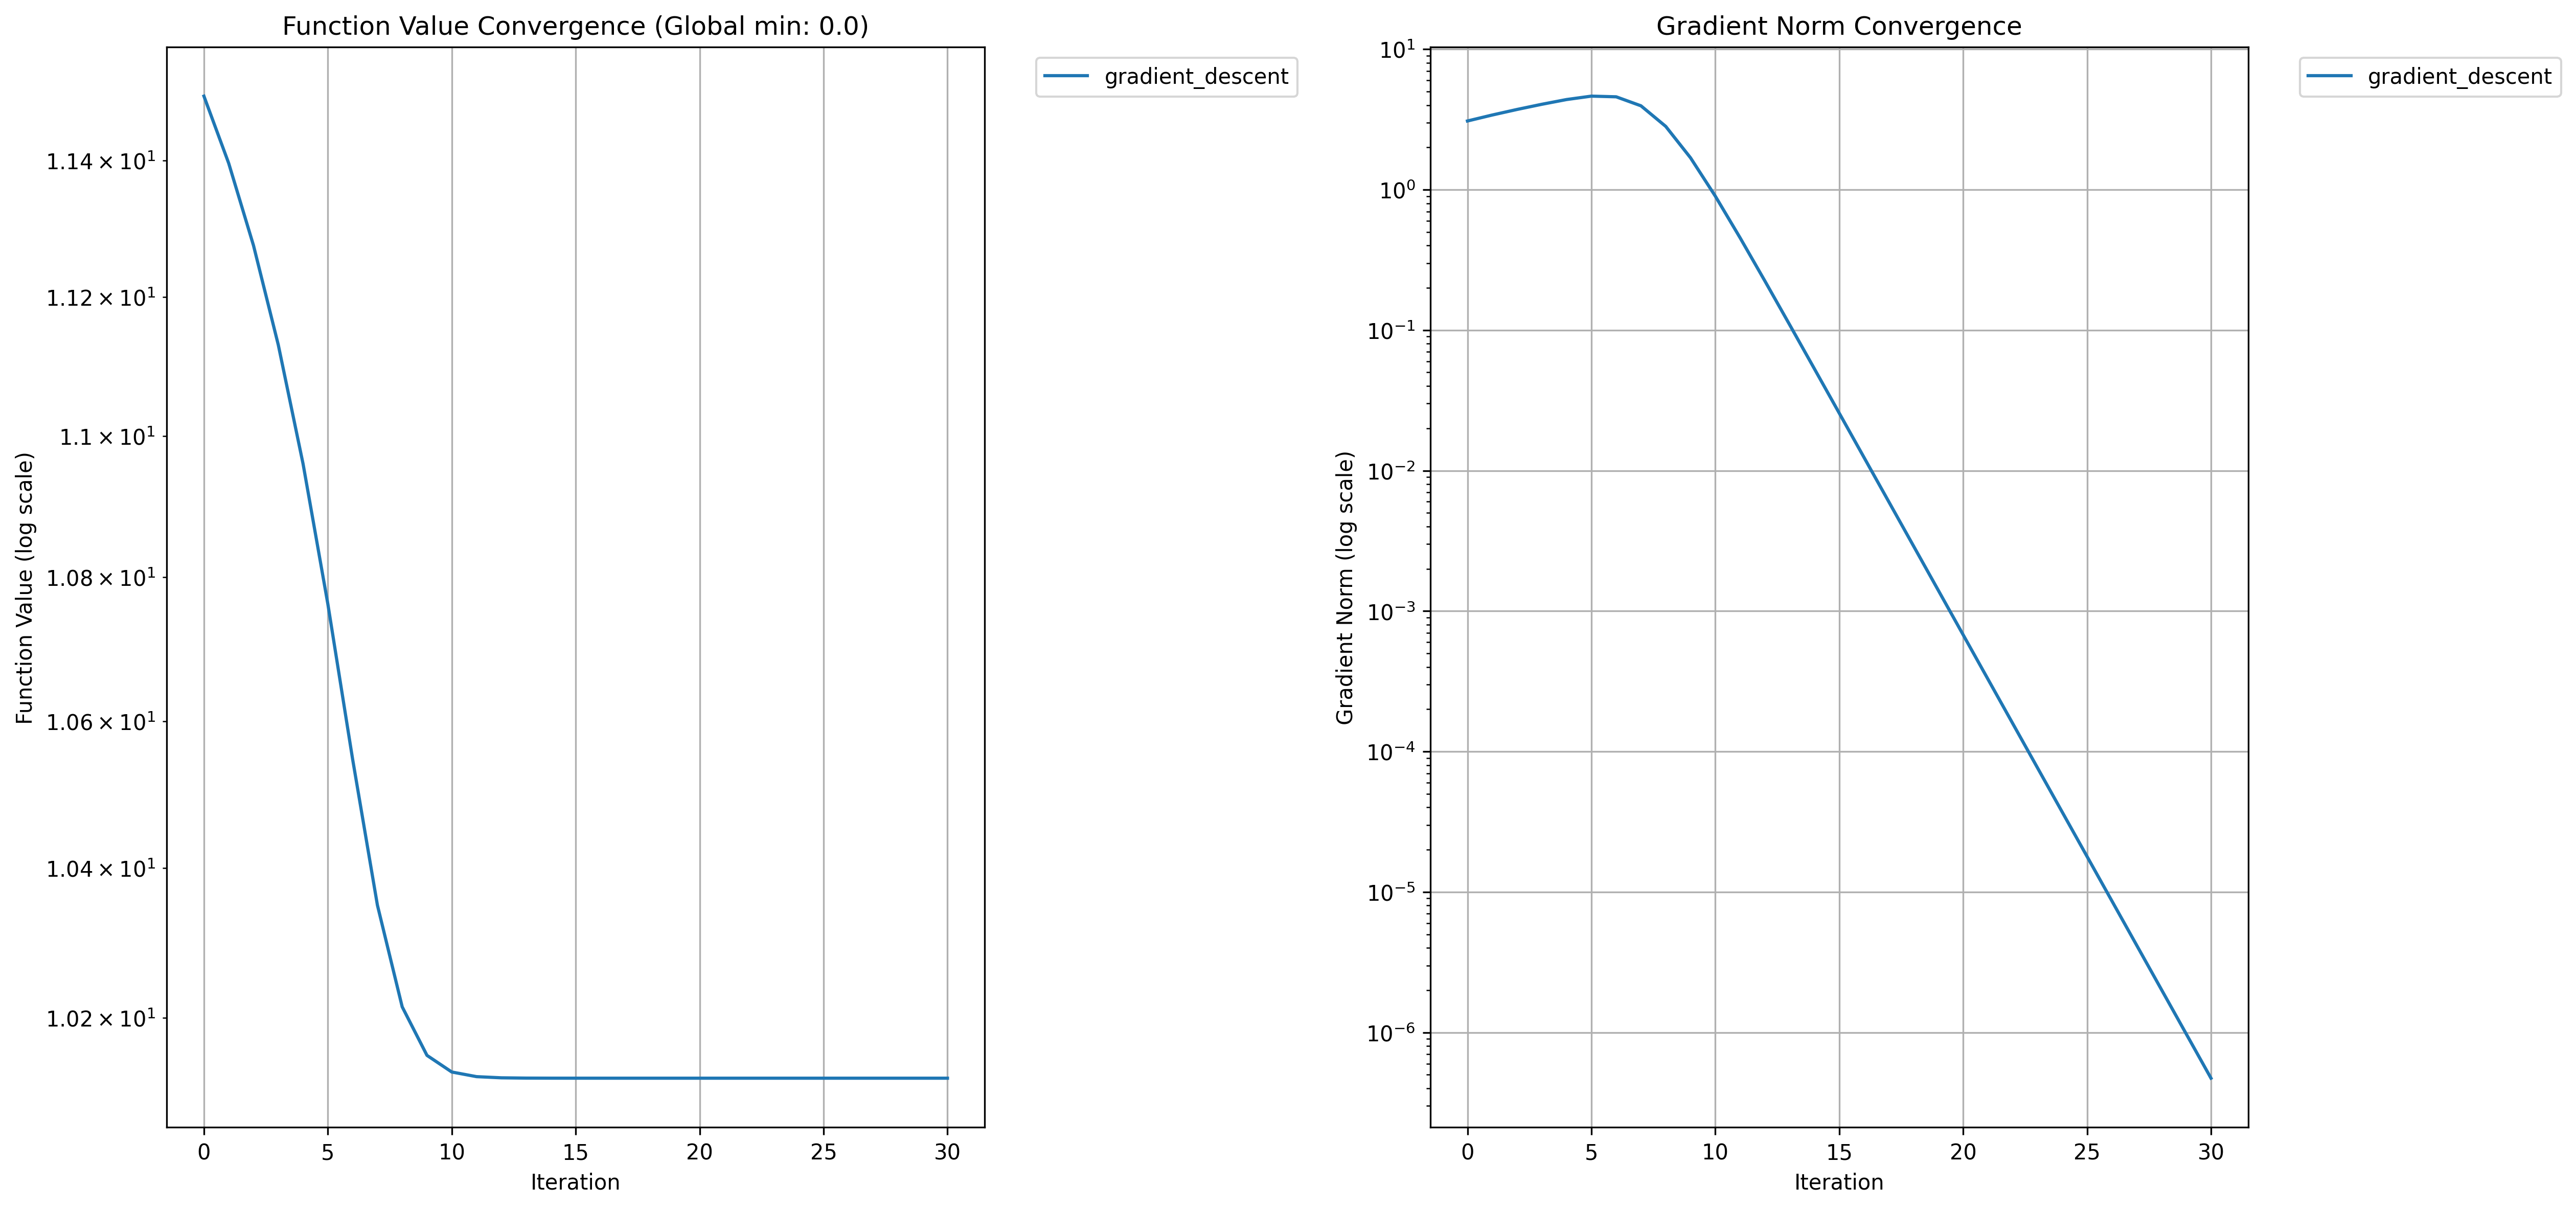 Function Value Convergence (Global min: 0.0)
gradient_descent
1.14 × 10¹
1.12 × 10¹
1.1 × 10¹
1.08 × 10¹
1.06 × 10¹
1.04 × 10¹
1.02 × 10¹
Function Value (log scale)
0 5 10 15 20 25 30
Iteration
Gradient Norm Convergence
gradient_descent
10¹
10⁰
10⁻¹
10⁻²
10⁻³
10⁻⁴
10⁻⁵
10⁻⁶
Gradient Norm (log scale)
0 5 10 15 20 25 30
Iteration